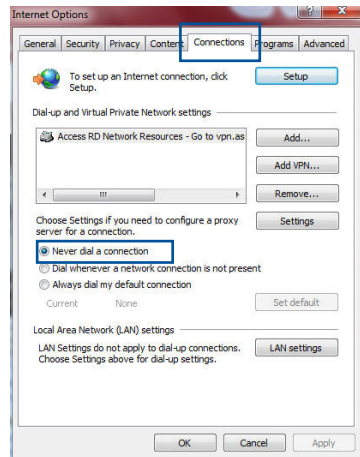 Internet Options
General Security Privacy Content Connections Programs Advanced
To set up an Internet connection, click
Setup.
Setup
Dial-up and Virtual Private Network settings
Access RD Network Resources - Go to vpn.as
Add...
Add VPN...
Remove...
Choose Settings if you need to configure a proxy
server for a connection.
Settings
Never dial a connection
Dial whenever a network connection is not present
Always dial my default connection
Current None
Set default
Local Area Network (LAN) settings
LAN Settings do not apply to dial-up connections.
Choose Settings above for dial-up settings.
LAN settings
OK Cancel Apply